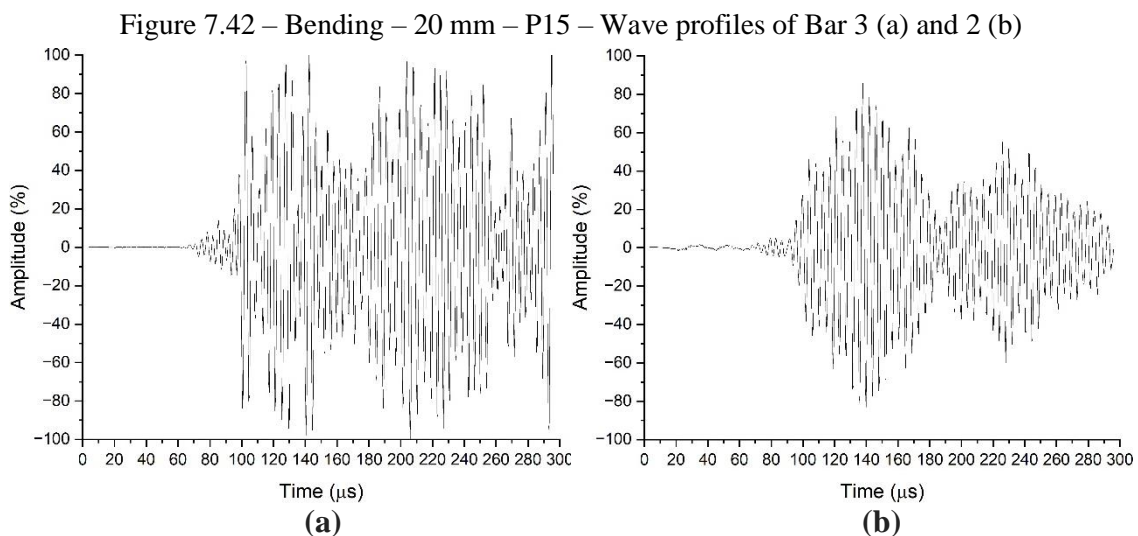 Figure 7.42 – Bending – 20 mm – P15 – Wave profiles of Bar 3 (a) and 2 (b)
100
80
60
40
20
0
−20
−40
−60
−80
−100
Amplitude (%)
0 20 40 60 80 100 120 140 160 180 200 220 240 260 280 300
Time (μs)
(a)
100
80
60
40
20
0
−20
−40
−60
−80
−100
Amplitude (%)
0 20 40 60 80 100 120 140 160 180 200 220 240 260 280 300
Time (μs)
(b)